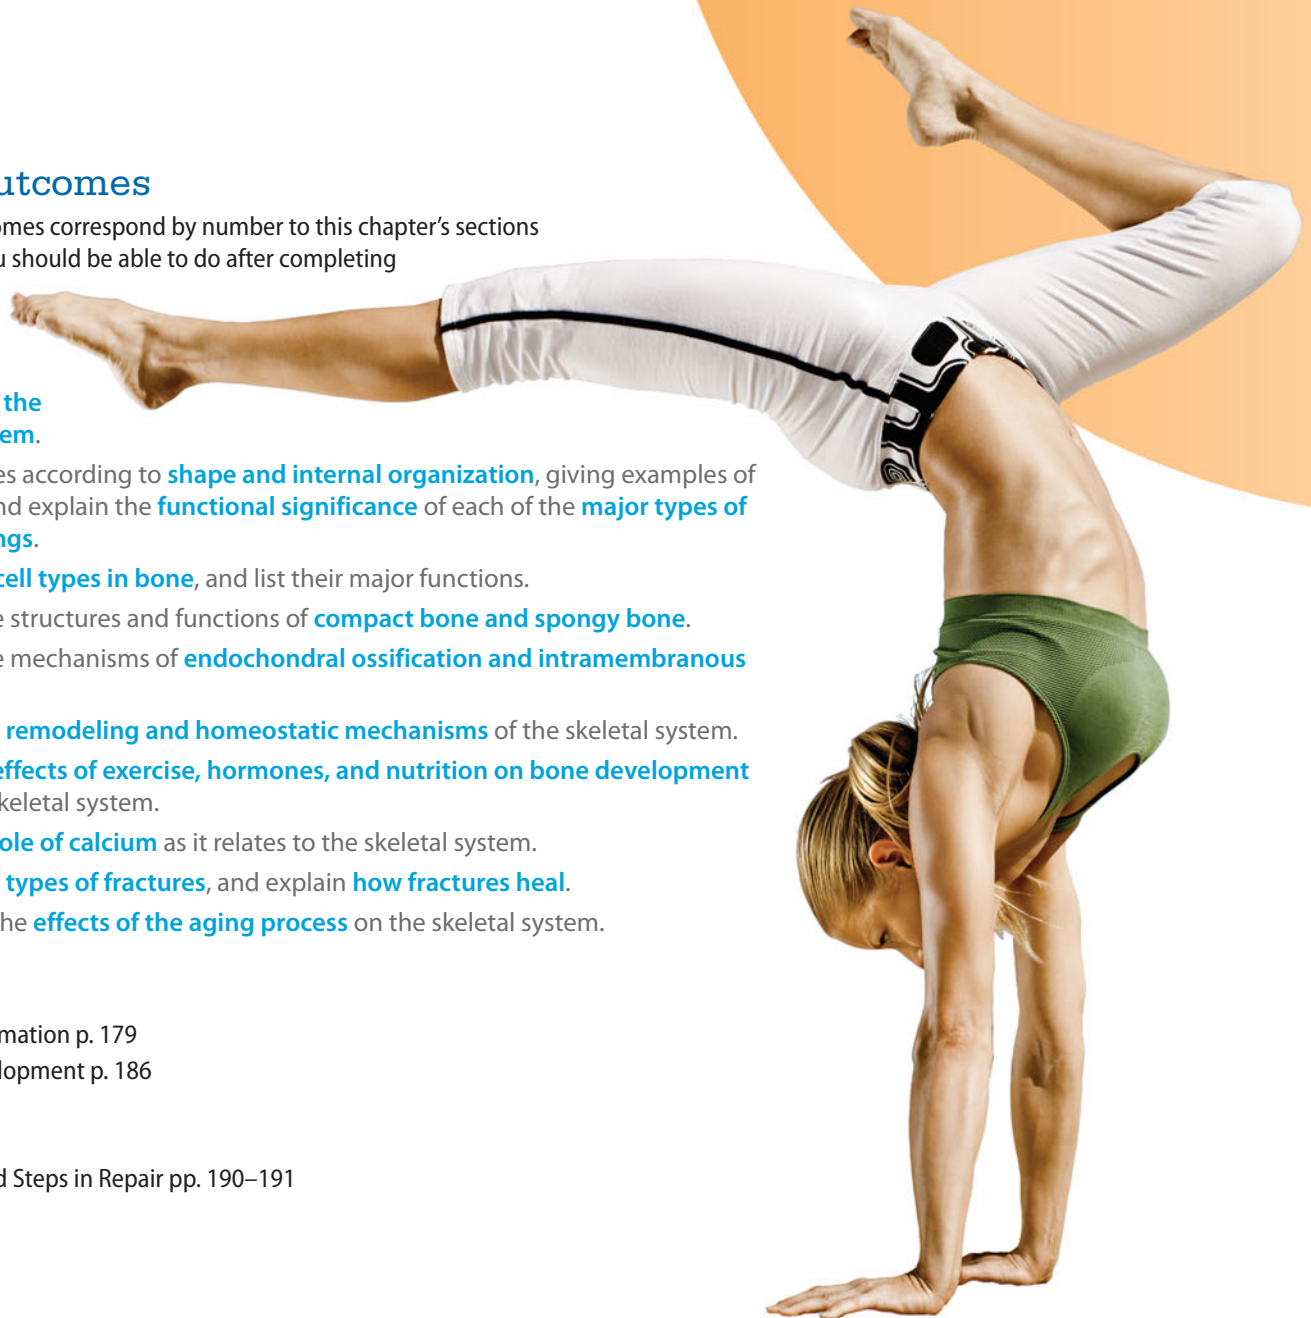 utcomes
omes correspond by number to this chapter's sections
u should be able to do after completing
the
em.
es according to shape and internal organization, giving examples of
nd explain the functional significance of each of the major types of
ngs.
cell types in bone, and list their major functions.
e structures and functions of compact bone and spongy bone.
e mechanisms of endochondral ossification and intramembranous
remodeling and homeostatic mechanisms of the skeletal system.
effects of exercise, hormones, and nutrition on bone development
keletal system.
ole of calcium as it relates to the skeletal system.
types of fractures, and explain how fractures heal.
he effects of the aging process on the skeletal system.
mation p. 179
lopment p. 186
d Steps in Repair pp. 190–191